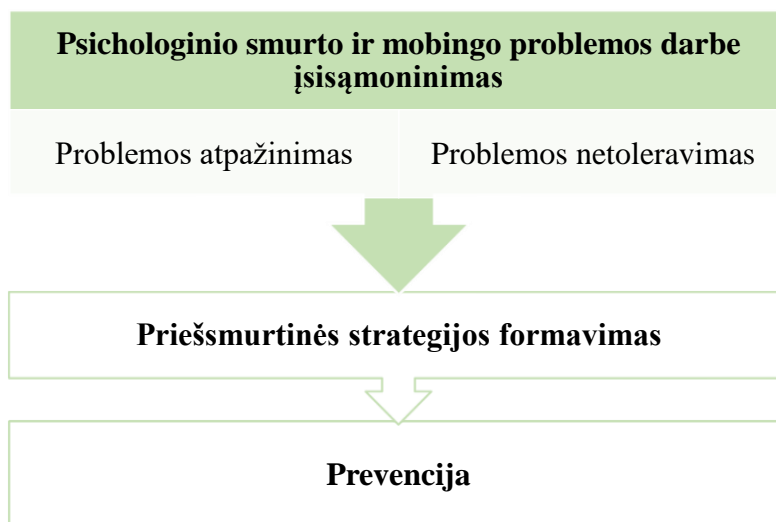 Psichologinio smurto ir mobingo problemos darbe
įsisąmoninimas
Problemos atpažinimas
Problemos netoleravimas
Priešsmurtinės strategijos formavimas
Prevencija